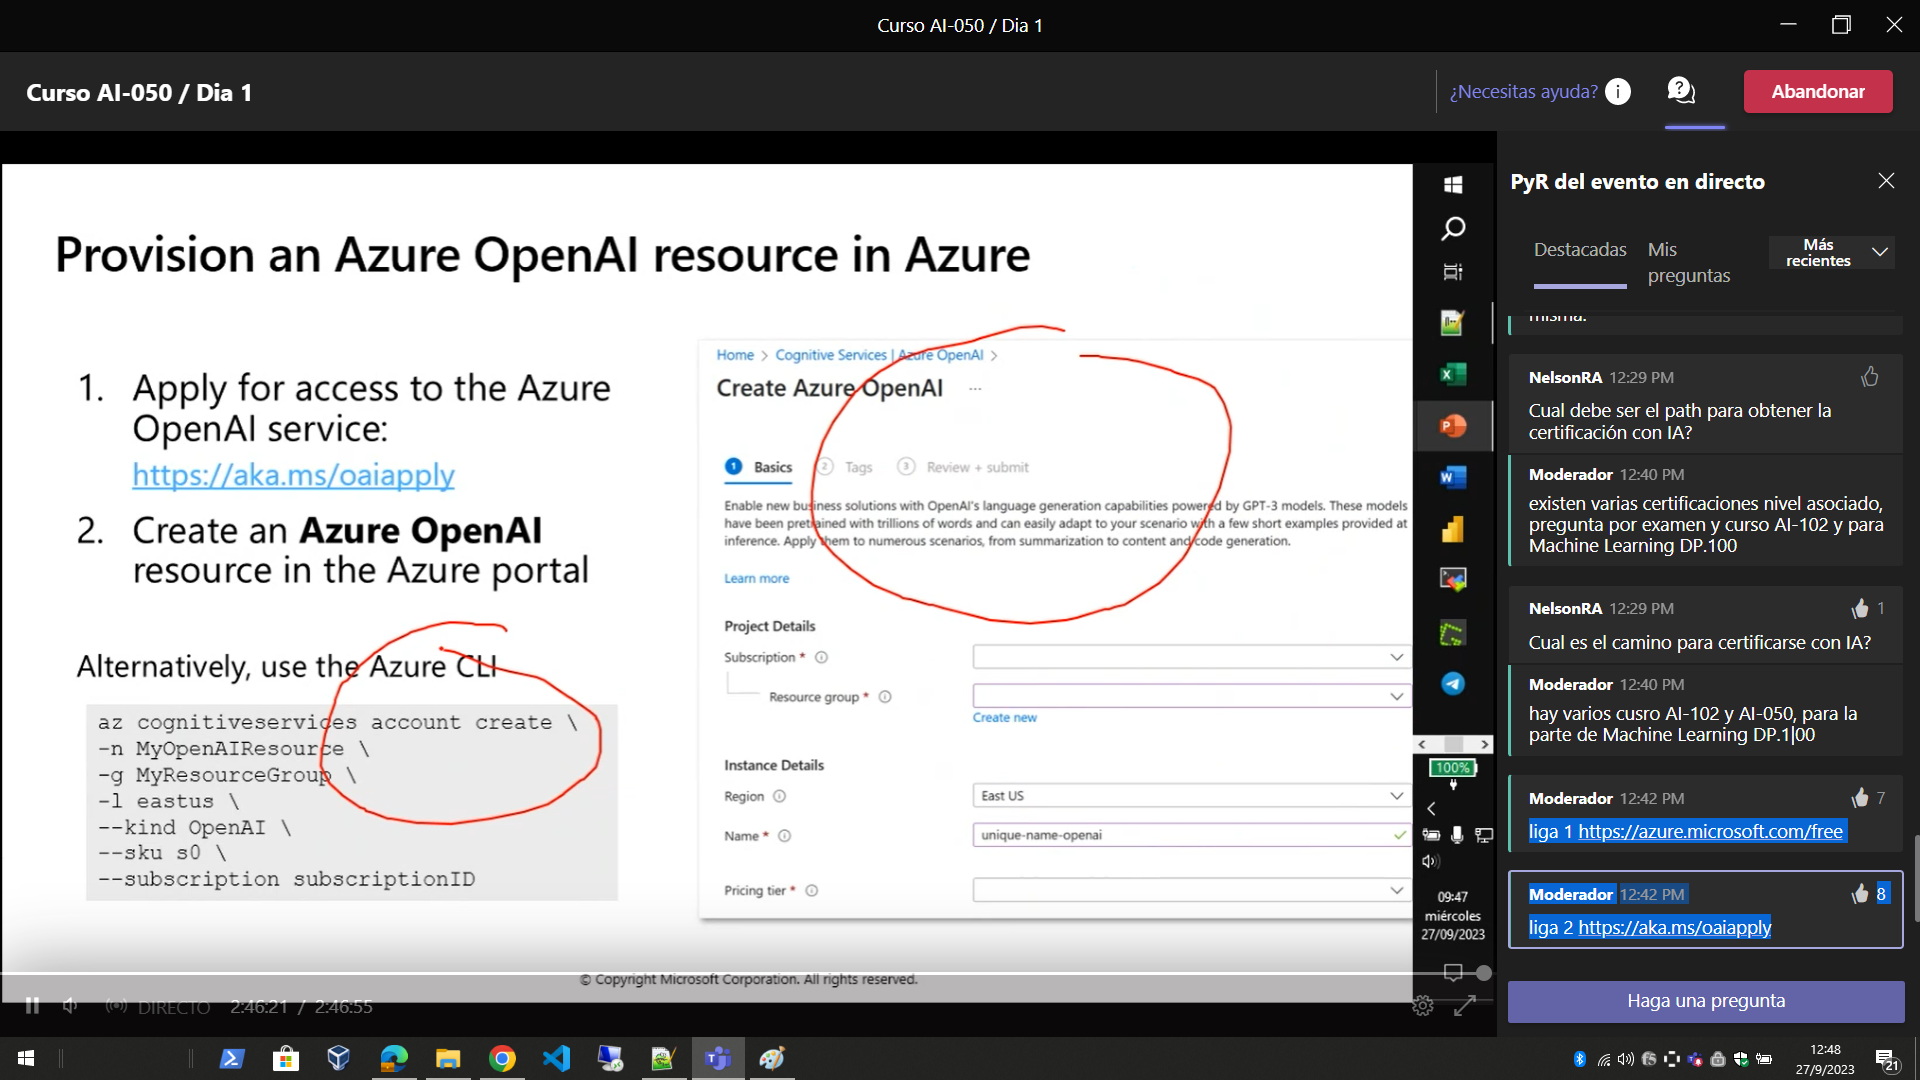 Curso AI-050 / Dia 1
Curso AI-050 / Dia 1
¿Necesitas ayuda?
Abandonar
Provision an Azure OpenAI resource in Azure
1. Apply for access to the Azure
OpenAI service:
https://aka.ms/oaiapply
2. Create an Azure OpenAI
resource in the Azure portal
Alternatively, use the Azure CLI
az cognitiveservices account create \
-n MyOpenAIResource \
-g MyResourceGroup \
-l eastus \
--kind OpenAI \
--sku s0 \
--subscription subscriptionID
Home > Cognitive Services | Azure OpenAI >
Create Azure OpenAI ...
1 Basics 2 Tags 3 Review + submit
Enable new business solutions with OpenAI's language generation capabilities powered by GPT-3 models. These models
have been pretrained with trillions of words and can easily adapt to your scenario with a few short examples provided at
inference. Apply them to numerous scenarios, from summarization to content and code generation.
Learn more
Project Details
Subscription *
Resource group *
Create new
Instance Details
Region
East US
Name *
unique-name-openai
Pricing tier *
© Copyright Microsoft Corporation. All rights reserved.
100%
09:47
miércoles
27/09/2023
DIRECTO 2:46:21 / 2:46:55
PyR del evento en directo
Destacadas
Mis
preguntas
Más
recientes
misma.
NelsonRA 12:29 PM
Cual debe ser el path para obtener la
certificación con IA?
Moderador 12:40 PM
existen varias certificaciones nivel asociado,
pregunta por examen y curso AI-102 y para
Machine Learning DP.100
NelsonRA 12:29 PM 1
Cual es el camino para certificarse con IA?
Moderador 12:40 PM
hay varios cusro AI-102 y AI-050, para la
parte de Machine Learning DP.100
Moderador 12:42 PM 7
liga 1 https://azure.microsoft.com/free
Moderador 12:42 PM 8
liga 2 https://aka.ms/oaiapply
Haga una pregunta
12:48
27/9/2023
21